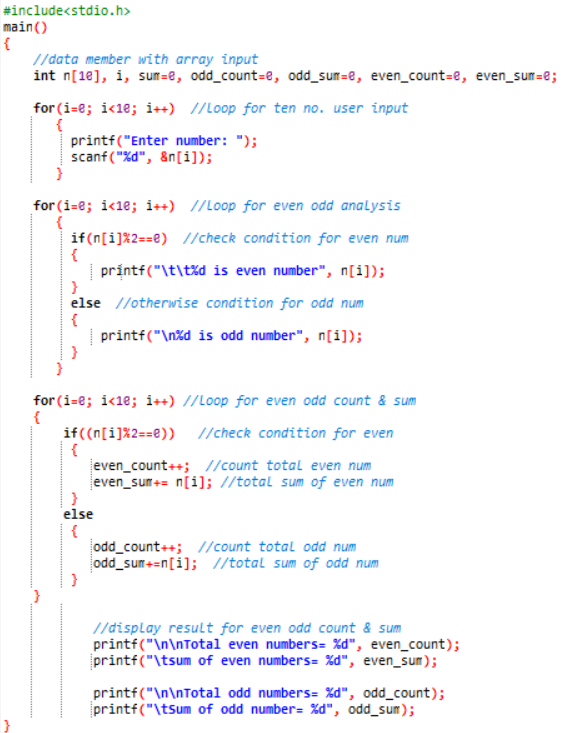 #include<stdio.h>
main()
{
//data member with array input
int n[10], i, sum=0, odd_count=0, odd_sum=0, even_count=0, even_sum=0;
for(i=0; i<10; i++) //loop for ten no. user input
{
printf("Enter number: ");
scanf("%d", &n[i]);
}
for(i=0; i<10; i++) //loop for even odd analysis
{
if(n[i]%2==0) //check condition for even num
{
printf("\t\t%d is even number", n[i]);
}
else //otherwise condition for odd num
{
printf("\n%d is odd number", n[i]);
}
}
for(i=0; i<10; i++) //loop for even odd count & sum
{
if((n[i]%2==0)) //check condition for even
{
even_count++; //count total even num
even_sum+= n[i]; //total sum of even num
}
else
{
odd_count++; //count total odd num
odd_sum+=n[i]; //total sum of odd num
}
}
//display result for even odd count & sum
printf("\n\nTotal even numbers= %d", even_count);
printf("\tsum of even numbers= %d", even_sum);
printf("\n\nTotal odd numbers= %d", odd_count);
printf("\tSum of odd number= %d", odd_sum);
}